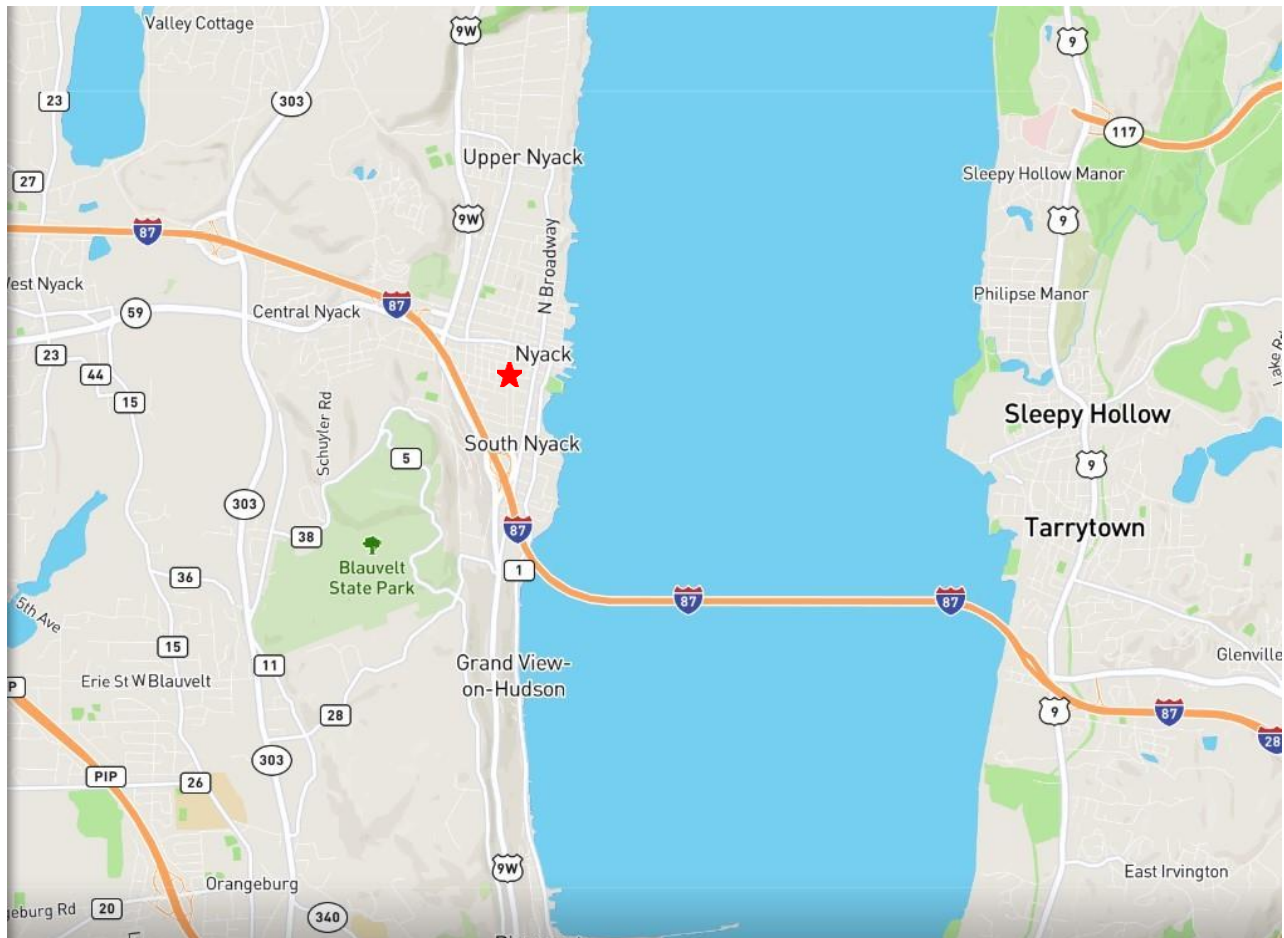 Valley Cottage
9W
9
23
303
117
Upper Nyack
27
Sleepy Hollow Manor
9W
9
87
N Broadway
West Nyack
Philipse Manor
87
59
Central Nyack
23
Nyack
44
15
Sleepy Hollow
Schuyler Rd
South Nyack
5
9
303
87
Tarrytown
38
Blauvelt
State Park
1
36
87
87
5th Ave
15
Grand View-
on-Hudson
11
Glenville
Erie St W Blauvelt
P
28
9
87
28
303
PIP
26
9W
East Irvington
Orangeburg
geburg Rd
20
340